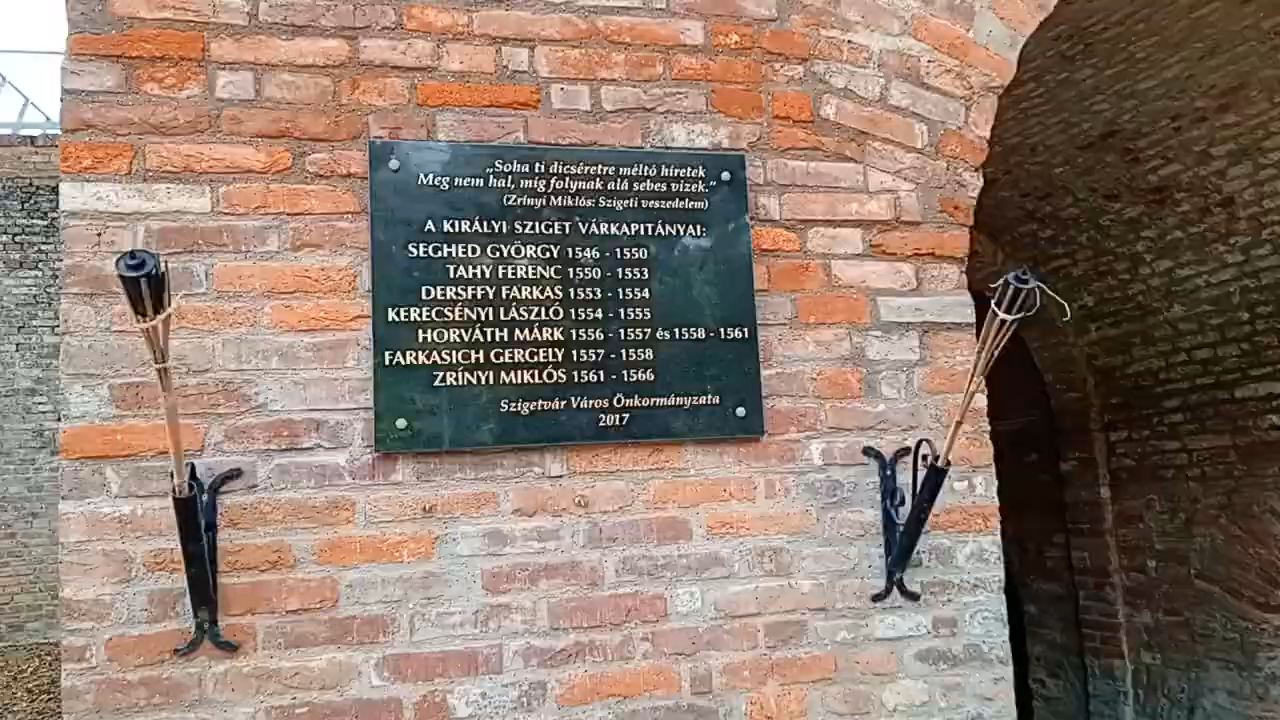 „Soha ti dicséretre méltó híretek
Meg nem hal, míg folynak alá sebes vizek.”
(Zrínyi Miklós: Szigeti veszedelem)
A KIRÁLYI SZIGET VÁRKAPITÁNYAI:
SEGHED GYÖRGY 1546 - 1550
TAHY FERENC 1550 - 1553
DERSFFY FARKAS 1553 - 1554
KERECSÉNYI LÁSZLÓ 1554 - 1555
HORVÁTH MÁRK 1556 - 1557 és 1558 - 1561
FARKASICH GERGELY 1557 - 1558
ZRÍNYI MIKLÓS 1561 - 1566
Szigetvár Város Önkormányzata
2017